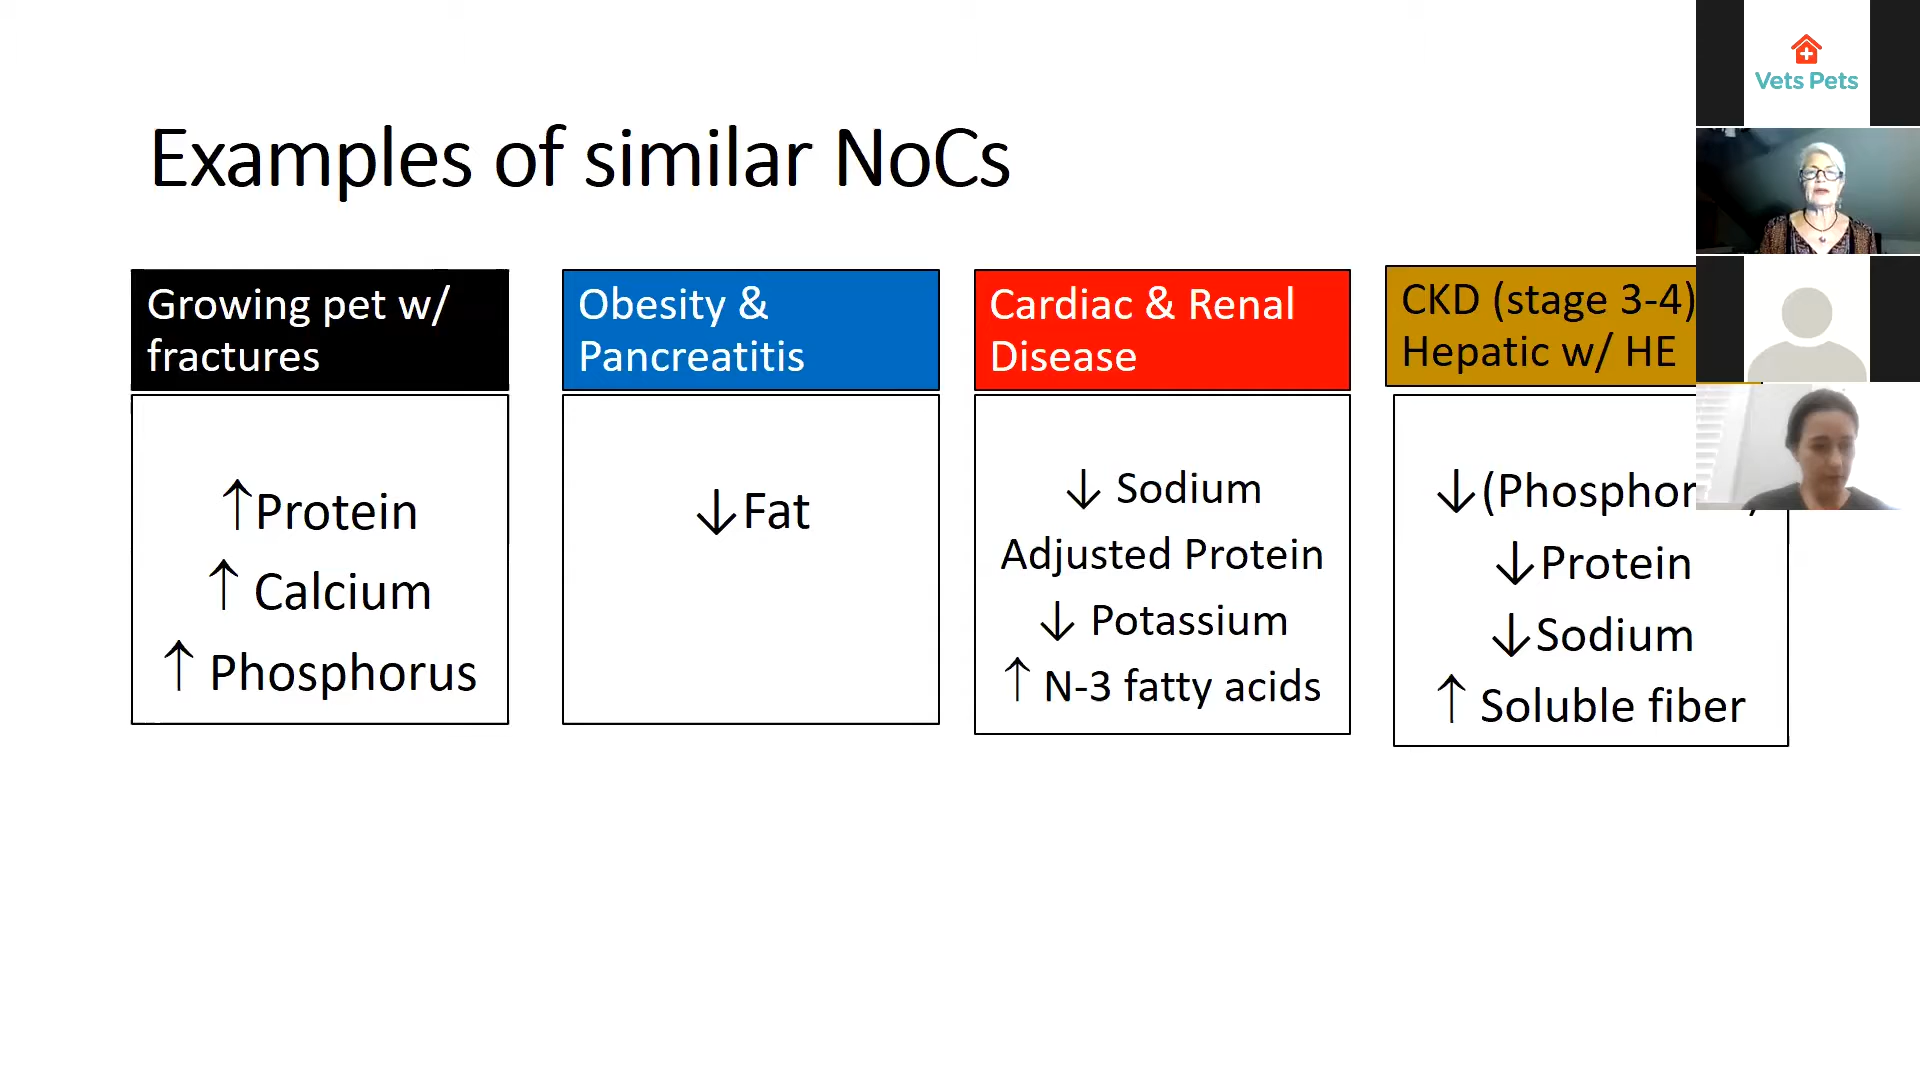 Examples of similar NoCs
Growing pet w/
fractures
↑Protein
↑ Calcium
↑ Phosphorus
Obesity &
Pancreatitis
↓Fat
Cardiac & Renal
Disease
↓ Sodium
Adjusted Protein
↓ Potassium
↑ N-3 fatty acids
CKD (stage 3-4)
Hepatic w/ HE
↓Protein
↓Sodium
↑ Soluble fiber
Vets Pets